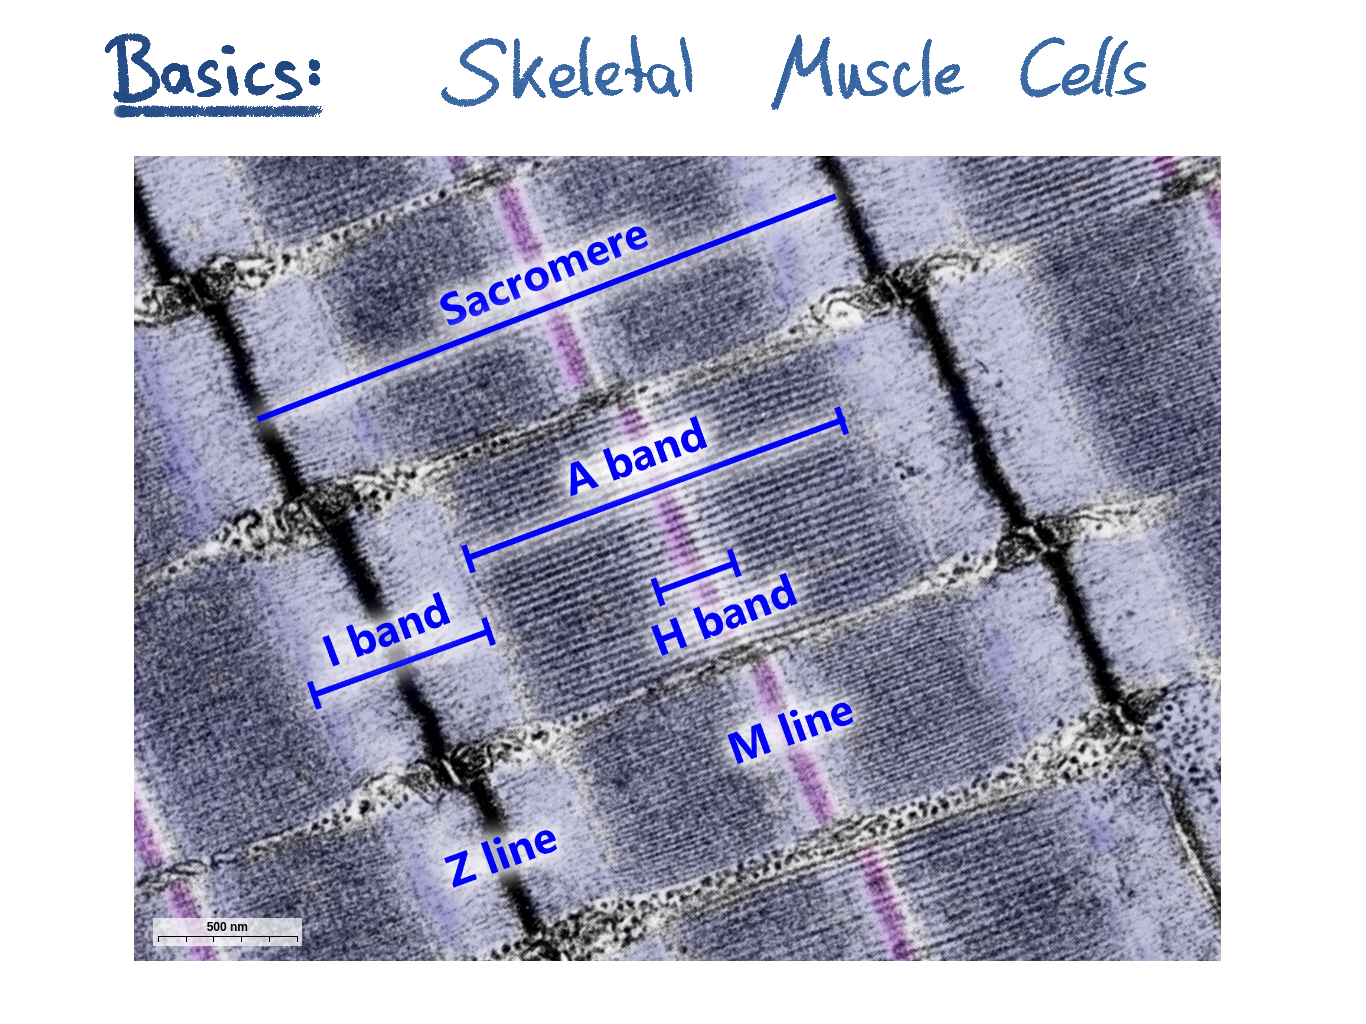 Basics: Skeletal Muscle Cells
Sacromere
A band
H band
I band
M line
Z line
500 nm